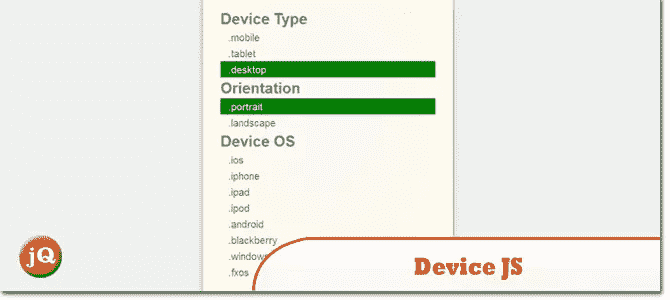 Device Type
.mobile
.tablet
.desktop
Orientation
.portrait
.landscape
Device OS
.ios
.iphone
.ipad
.ipod
.android
.blackberry
.windows
.fxos
jQ
Device JS